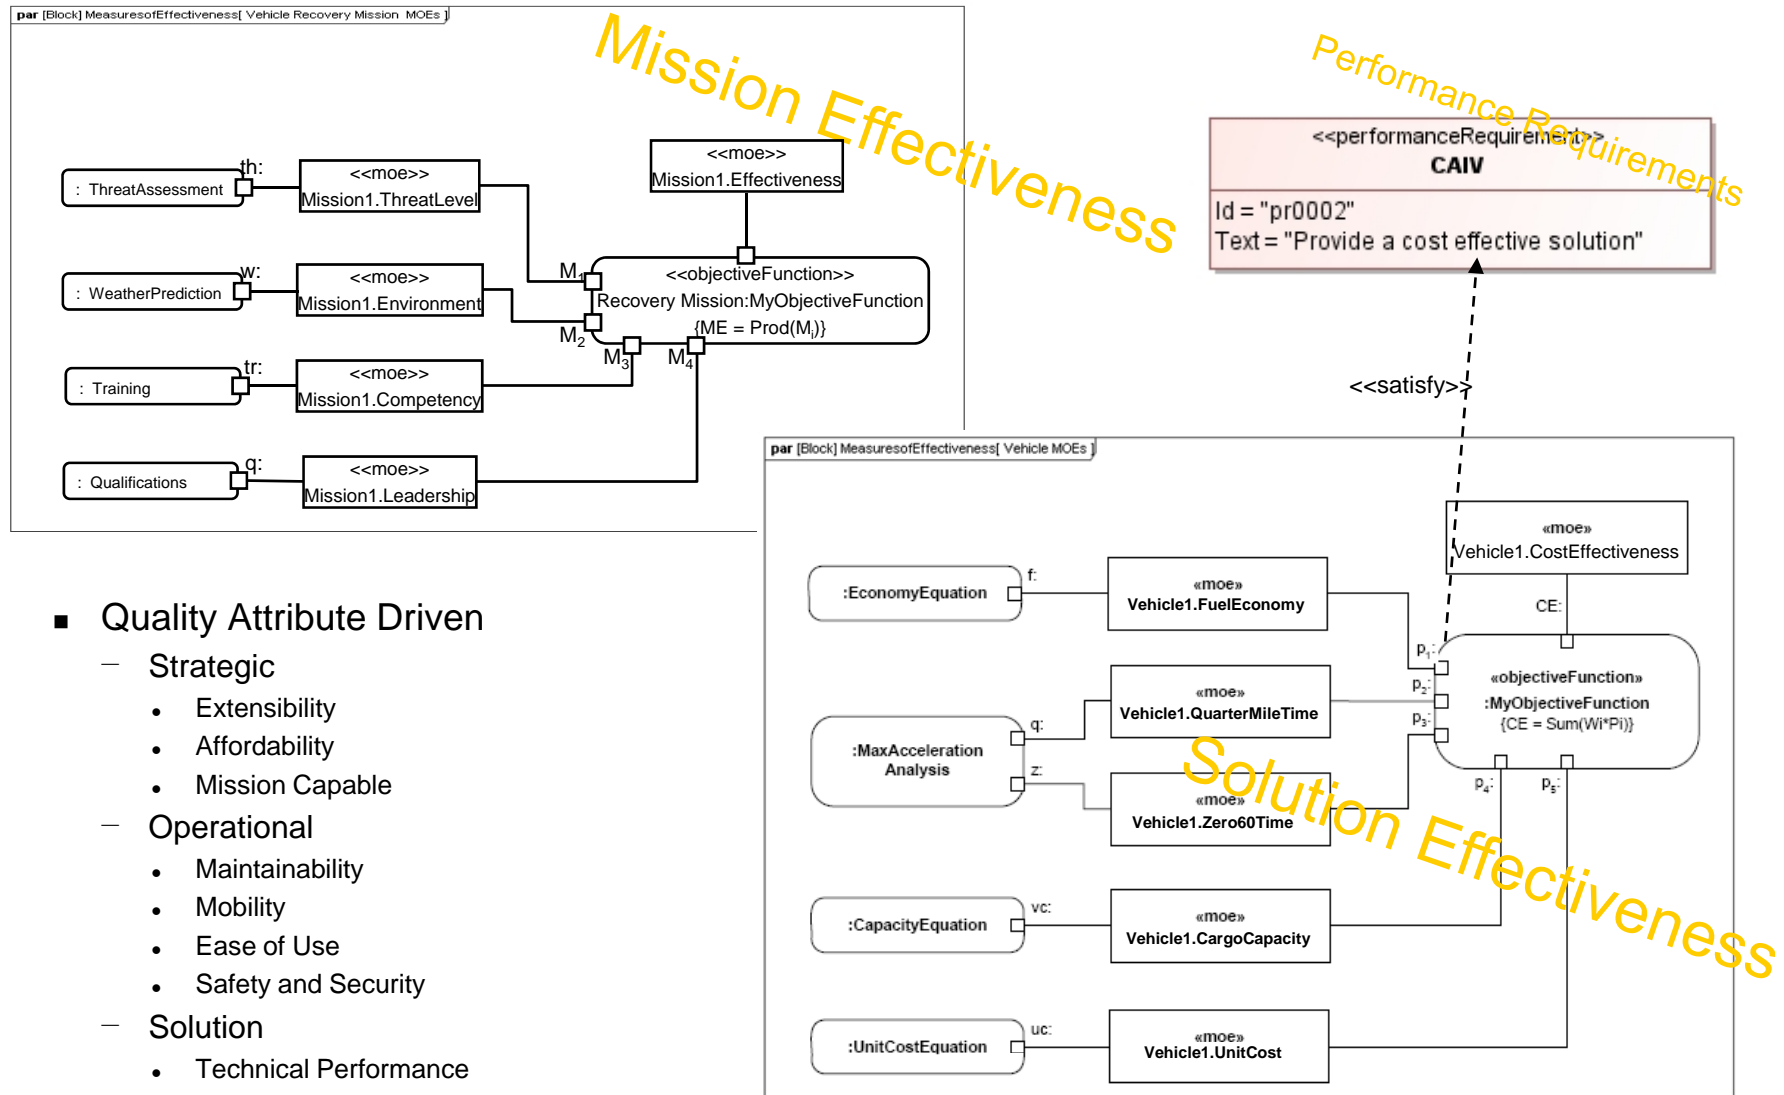 par [Block] MeasuresofEffectiveness[ Vehicle Recovery Mission MOEs ]
Mission Effectiveness
Performance Requirements
: ThreatAssessment
th:
<<moe>>
Mission1.ThreatLevel
<<moe>>
Mission1.Effectiveness
: WeatherPrediction
w:
<<moe>>
Mission1.Environment
M1
M2
M3
M4
<<objectiveFunction>>
Recovery Mission:MyObjectiveFunction
{ME = Prod(Mi)}
: Training
tr:
<<moe>>
Mission1.Competency
: Qualifications
q:
<<moe>>
Mission1.Leadership
<<performanceRequirement>>
CAIV
Id = "pr0002"
Text = "Provide a cost effective solution"
<<satisfy>>
par [Block] MeasuresofEffectiveness[ Vehicle MOEs ]
«moe»
Vehicle1.CostEffectiveness
CE:
:EconomyEquation
f:
«moe»
Vehicle1.FuelEconomy
p1:
p2:
p3:
p4:
p5:
«objectiveFunction»
:MyObjectiveFunction
{CE = Sum(Wi*Pi)}
:MaxAcceleration
Analysis
q:
z:
«moe»
Vehicle1.QuarterMileTime
«moe»
Vehicle1.Zero60Time
Solution Effectiveness
:CapacityEquation
vc:
«moe»
Vehicle1.CargoCapacity
:UnitCostEquation
uc:
«moe»
Vehicle1.UnitCost
■ Quality Attribute Driven
– Strategic
• Extensibility
• Affordability
• Mission Capable
– Operational
• Maintainability
• Mobility
• Ease of Use
• Safety and Security
– Solution
• Technical Performance